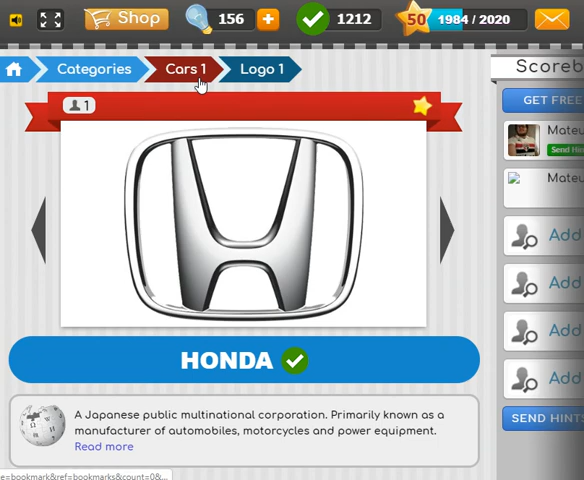 Shop
156
1212
50
1984 / 2020
Categories
Cars 1
Logo 1
Scoreb
1
GET FREE
Mateu
Send Hin
Mateu
Add
Add
Add
Add
HONDA
SEND HINTS
A Japanese public multinational corporation. Primarily known as a
manufacturer of automobiles, motorcycles and power equipment.
Read more
e=bookmark&ref=bookmarks&count=0&...